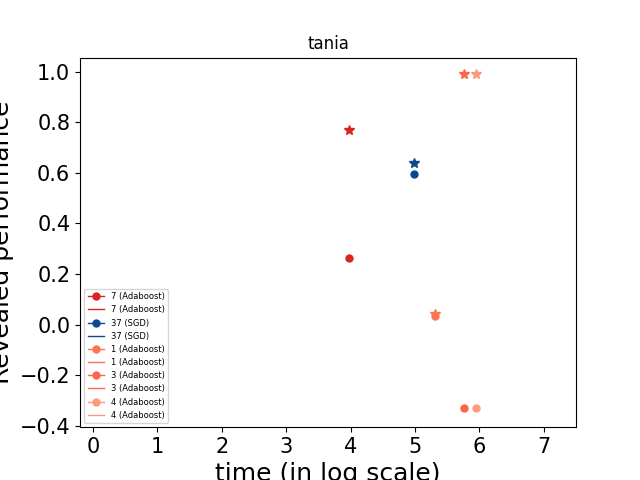 tania
Revealed performance
1.0
0.8
0.6
0.4
0.2
0.0
−0.2
−0.4
7 (Adaboost)
7 (Adaboost)
37 (SGD)
37 (SGD)
1 (Adaboost)
1 (Adaboost)
3 (Adaboost)
3 (Adaboost)
4 (Adaboost)
4 (Adaboost)
0 1 2 3 4 5 6 7
time (in log scale)